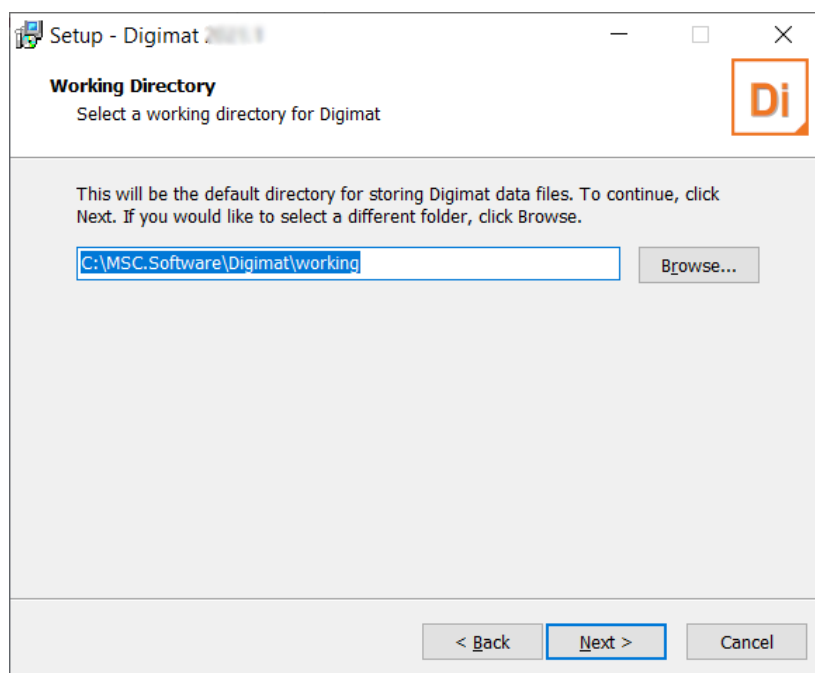 Setup - Digimat
Working Directory
Select a working directory for Digimat
Di
This will be the default directory for storing Digimat data files. To continue, click
Next. If you would like to select a different folder, click Browse.
C:\MSC.Software\Digimat\working
Browse...
< Back
Next >
Cancel